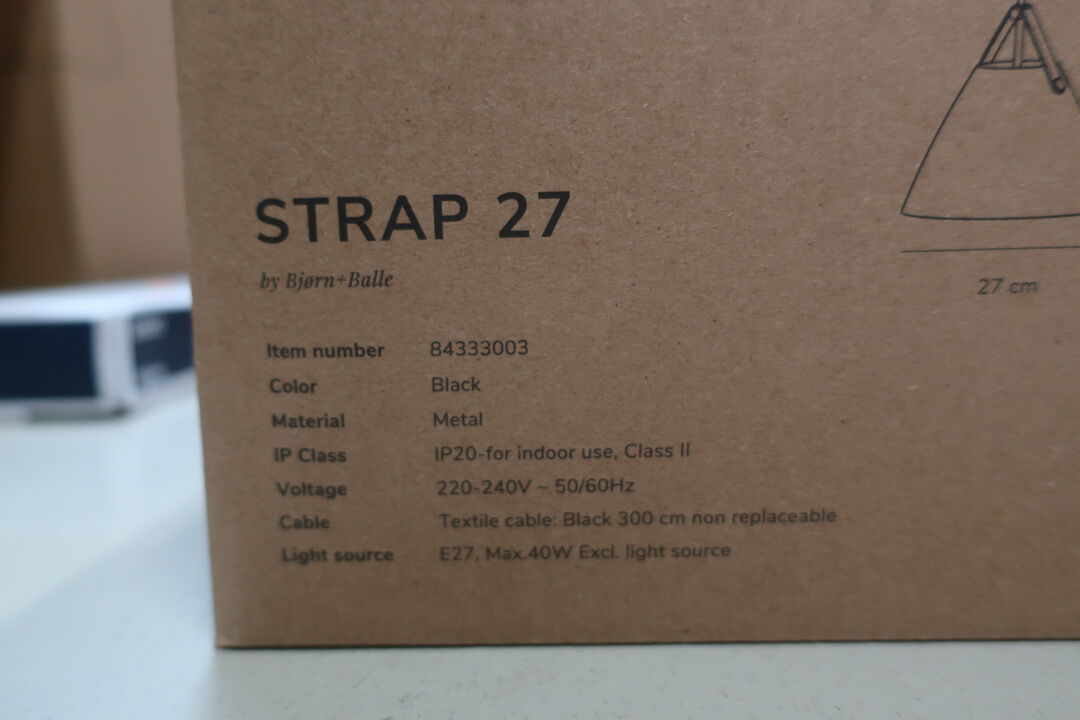 STRAP 27
by Bjørn+Balle
27 cm
Item number 84333003
Color Black
Material Metal
IP Class IP20-for indoor use, Class II
Voltage 220-240V ~ 50/60Hz
Cable Textile cable: Black 300 cm non replaceable
Light source E27, Max.40W Excl. light source